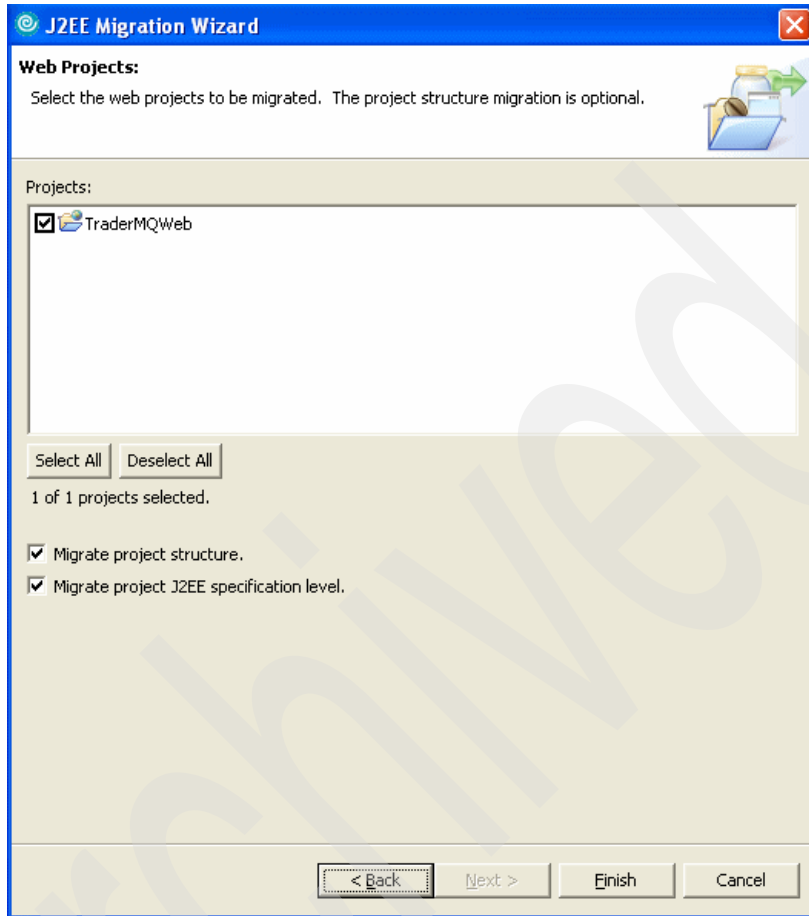 J2EE Migration Wizard
Web Projects:
Select the web projects to be migrated. The project structure migration is optional.
Projects:
TraderMQWeb
Select All Deselect All
1 of 1 projects selected.
Migrate project structure.
Migrate project J2EE specification level.
< Back Next > Finish Cancel
rchived